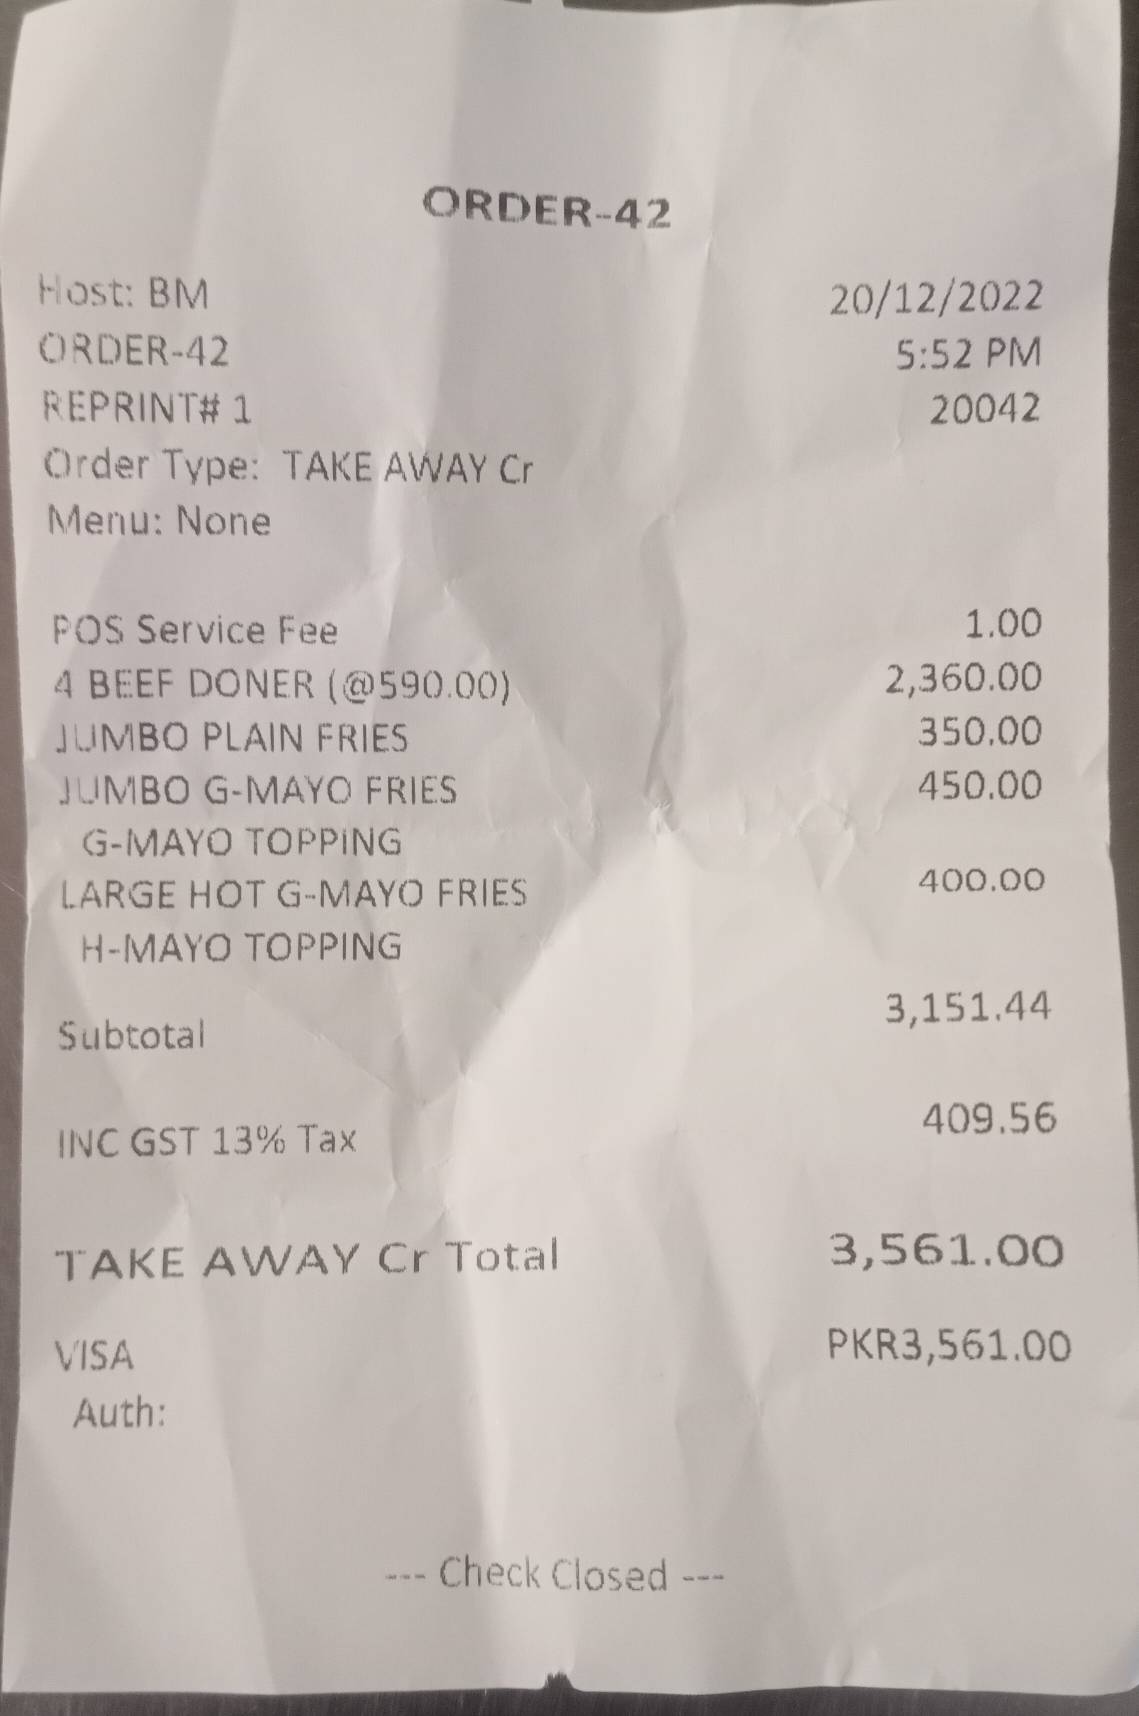 ORDER-42
Host: BM 20/12/2022
ORDER-42 5:52 PM
REPRINT# 1 20042
Order Type: TAKE AWAY Cr
Menu: None
POS Service Fee 1.00
4 BEEF DONER (@590.00) 2,360.00
JUMBO PLAIN FRIES 350.00
JUMBO G-MAYO FRIES 450.00
G-MAYO TOPPING
LARGE HOT G-MAYO FRIES 400.00
H-MAYO TOPPING
Subtotal 3,151.44
INC GST 13% Tax 409.56
TAKE AWAY Cr Total 3,561.00
VISA PKR3,561.00
Auth:
--- Check Closed ---